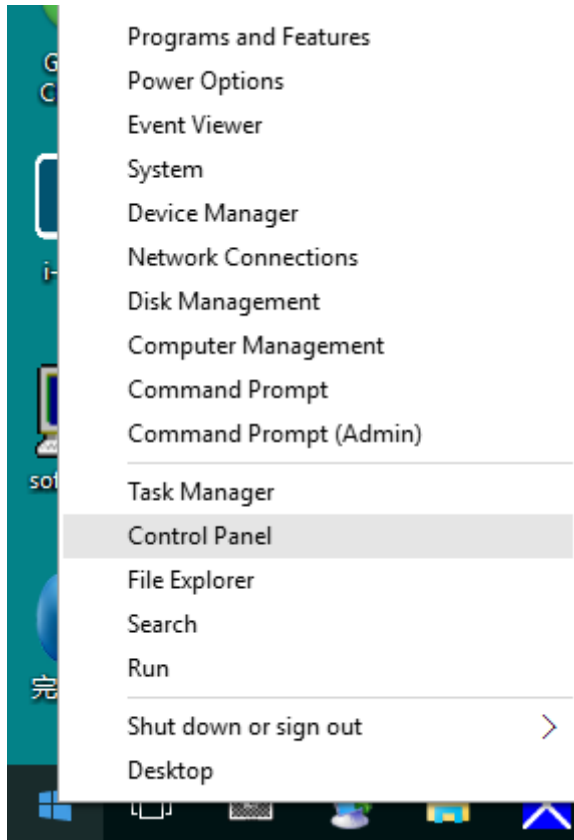 Programs and Features
Power Options
Event Viewer
System
Device Manager
Network Connections
Disk Management
Computer Management
Command Prompt
Command Prompt (Admin)
Task Manager
Control Panel
File Explorer
Search
Run
Shut down or sign out
Desktop